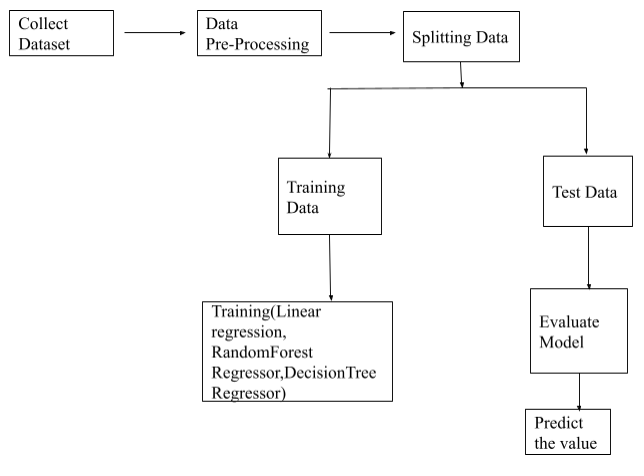 Collect
Dataset
Data
Pre-Processing
Splitting Data
Training
Data
Test Data
Training(Linear
regression,
RandomForest
Regressor,DecisionTree
Regressor)
Evaluate
Model
Predict
the value